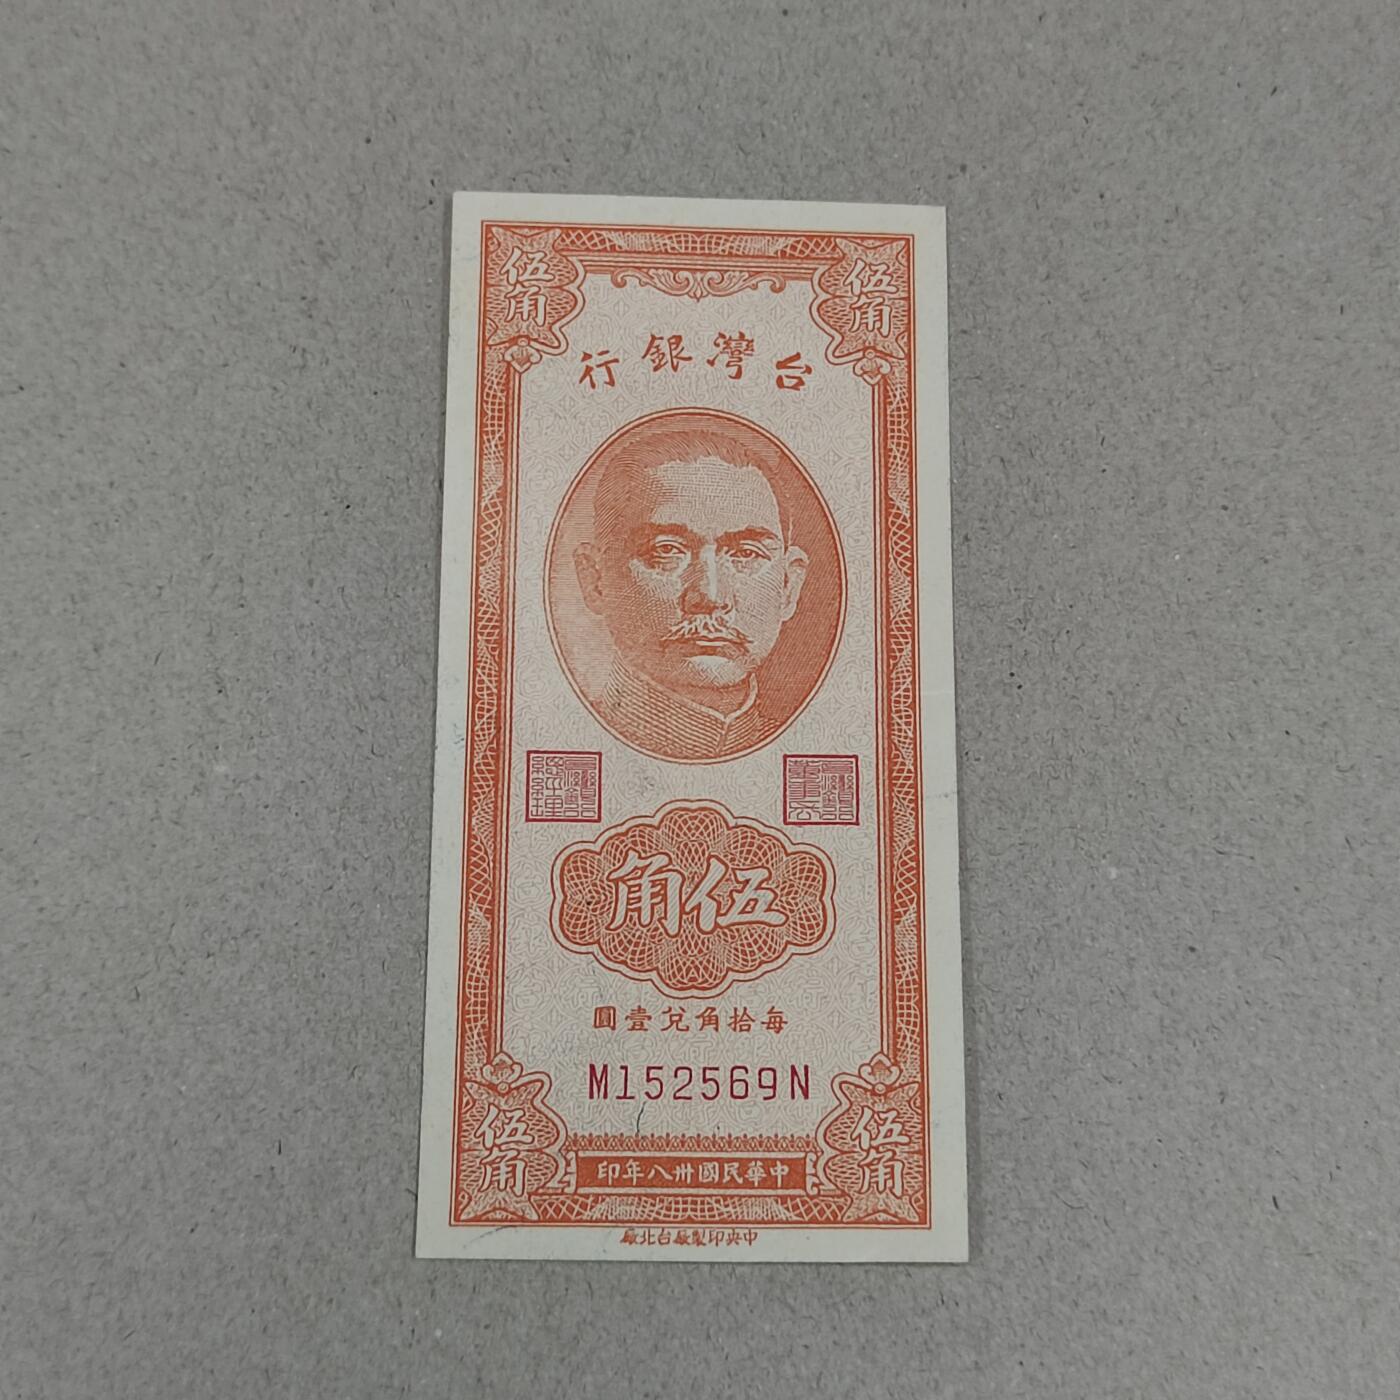 伍角
伍角
台灣銀行
伍角
每拾角兌壹圓
M152569N
伍角
伍角
中華民國卅八年印
中央印製廠台北廠